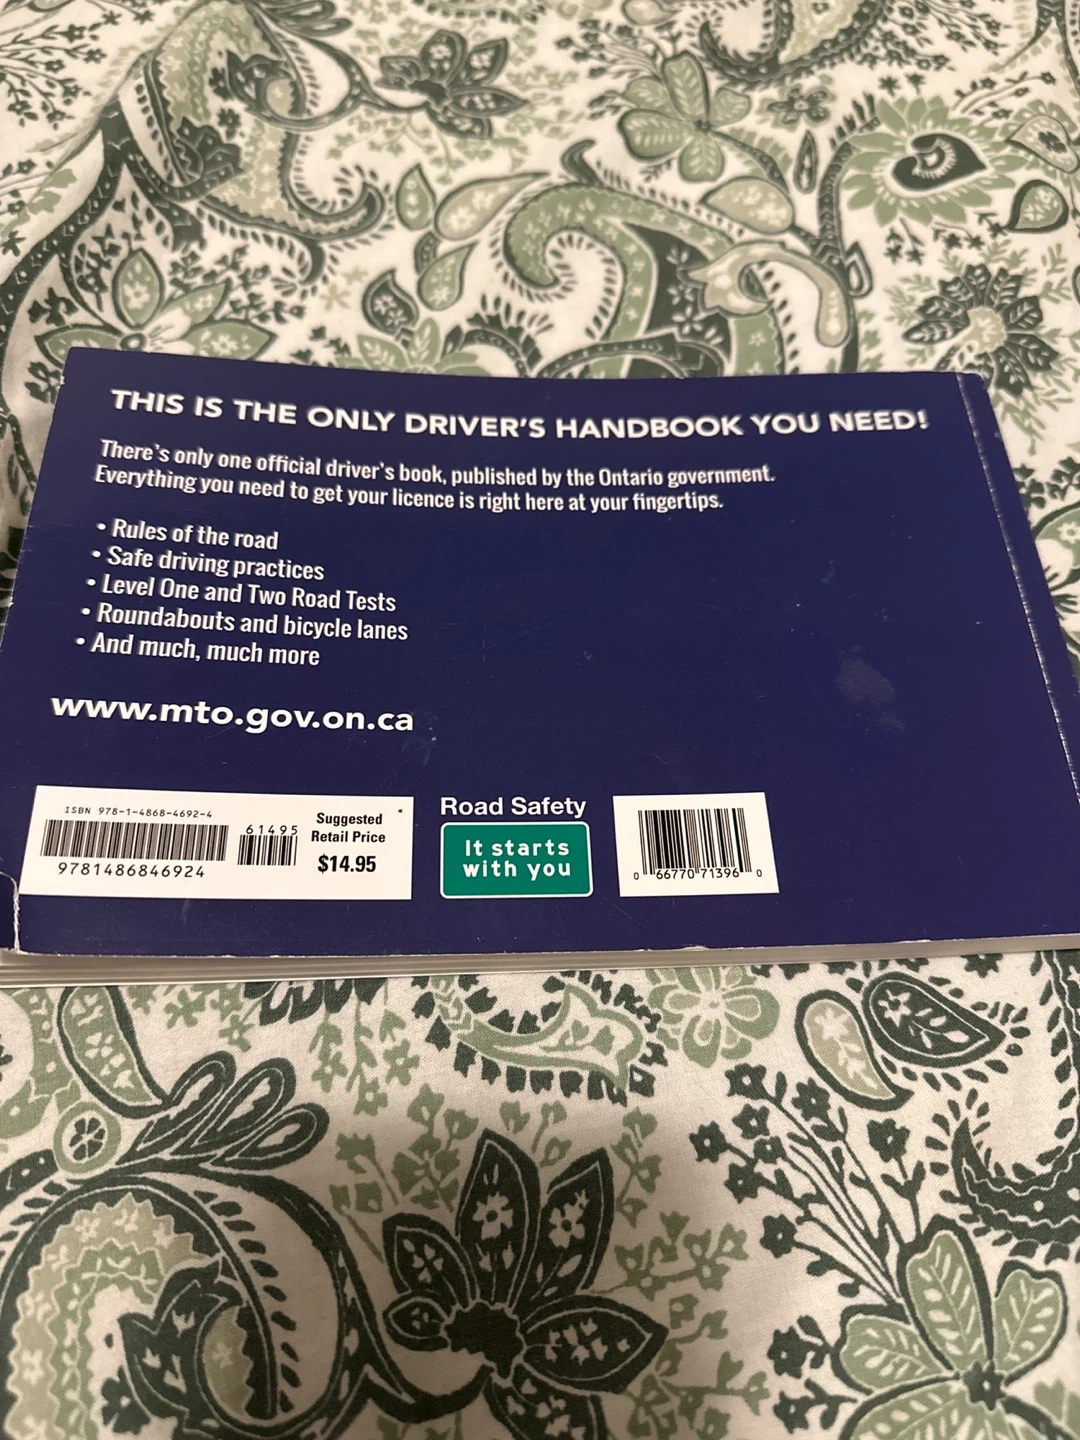 THIS IS THE ONLY DRIVER'S HANDBOOK YOU NEED!
There's only one official driver's book, published by the Ontario government.
Everything you need to get your licence is right here at your fingertips.
• Rules of the road
• Safe driving practices
• Level One and Two Road Tests
• Roundabouts and bicycle lanes
• And much, much more
www.mto.gov.on.ca
ISBN 978-1-4868-4692-4
61495
9781486846924
Suggested
Retail Price
$14.95
Road Safety
It starts
with you
0 66770 71396 0